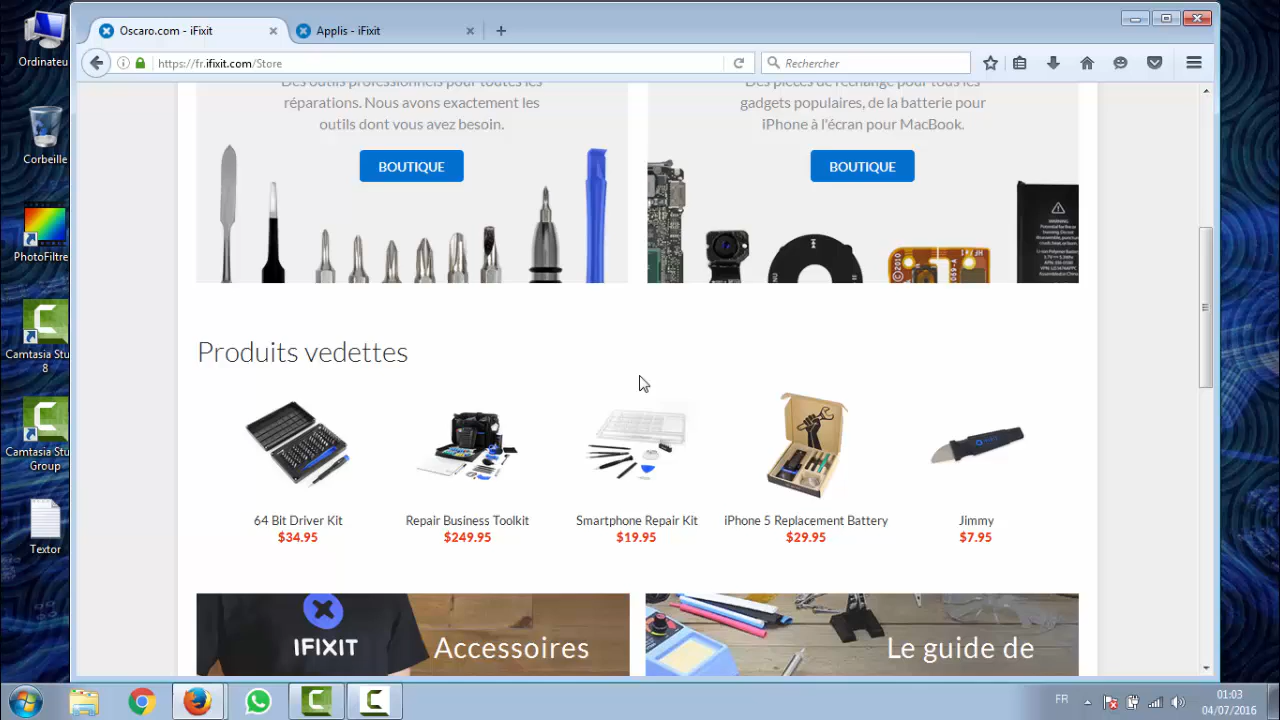 Oscaro.com - iFixit
Applis - iFixit
https://fr.ifixit.com/Store
Rechercher
Ordinateu
Corbeille
PhotoFiltre
Camtasia Stu
8
Camtasia Stu
Group
Textor
Des outils professionnels pour toutes les
réparations. Nous avons exactement les
outils dont vous avez besoin.
BOUTIQUE
Des pièces de rechange pour tous les
gadgets populaires, de la batterie pour
iPhone à l'écran pour MacBook.
BOUTIQUE
Produits vedettes
64 Bit Driver Kit
$34.95
Repair Business Toolkit
$249.95
Smartphone Repair Kit
$19.95
iPhone 5 Replacement Battery
$29.95
Jimmy
$7.95
IFIXIT
Accessoires
Le guide de
FR
01:03
04/07/2016